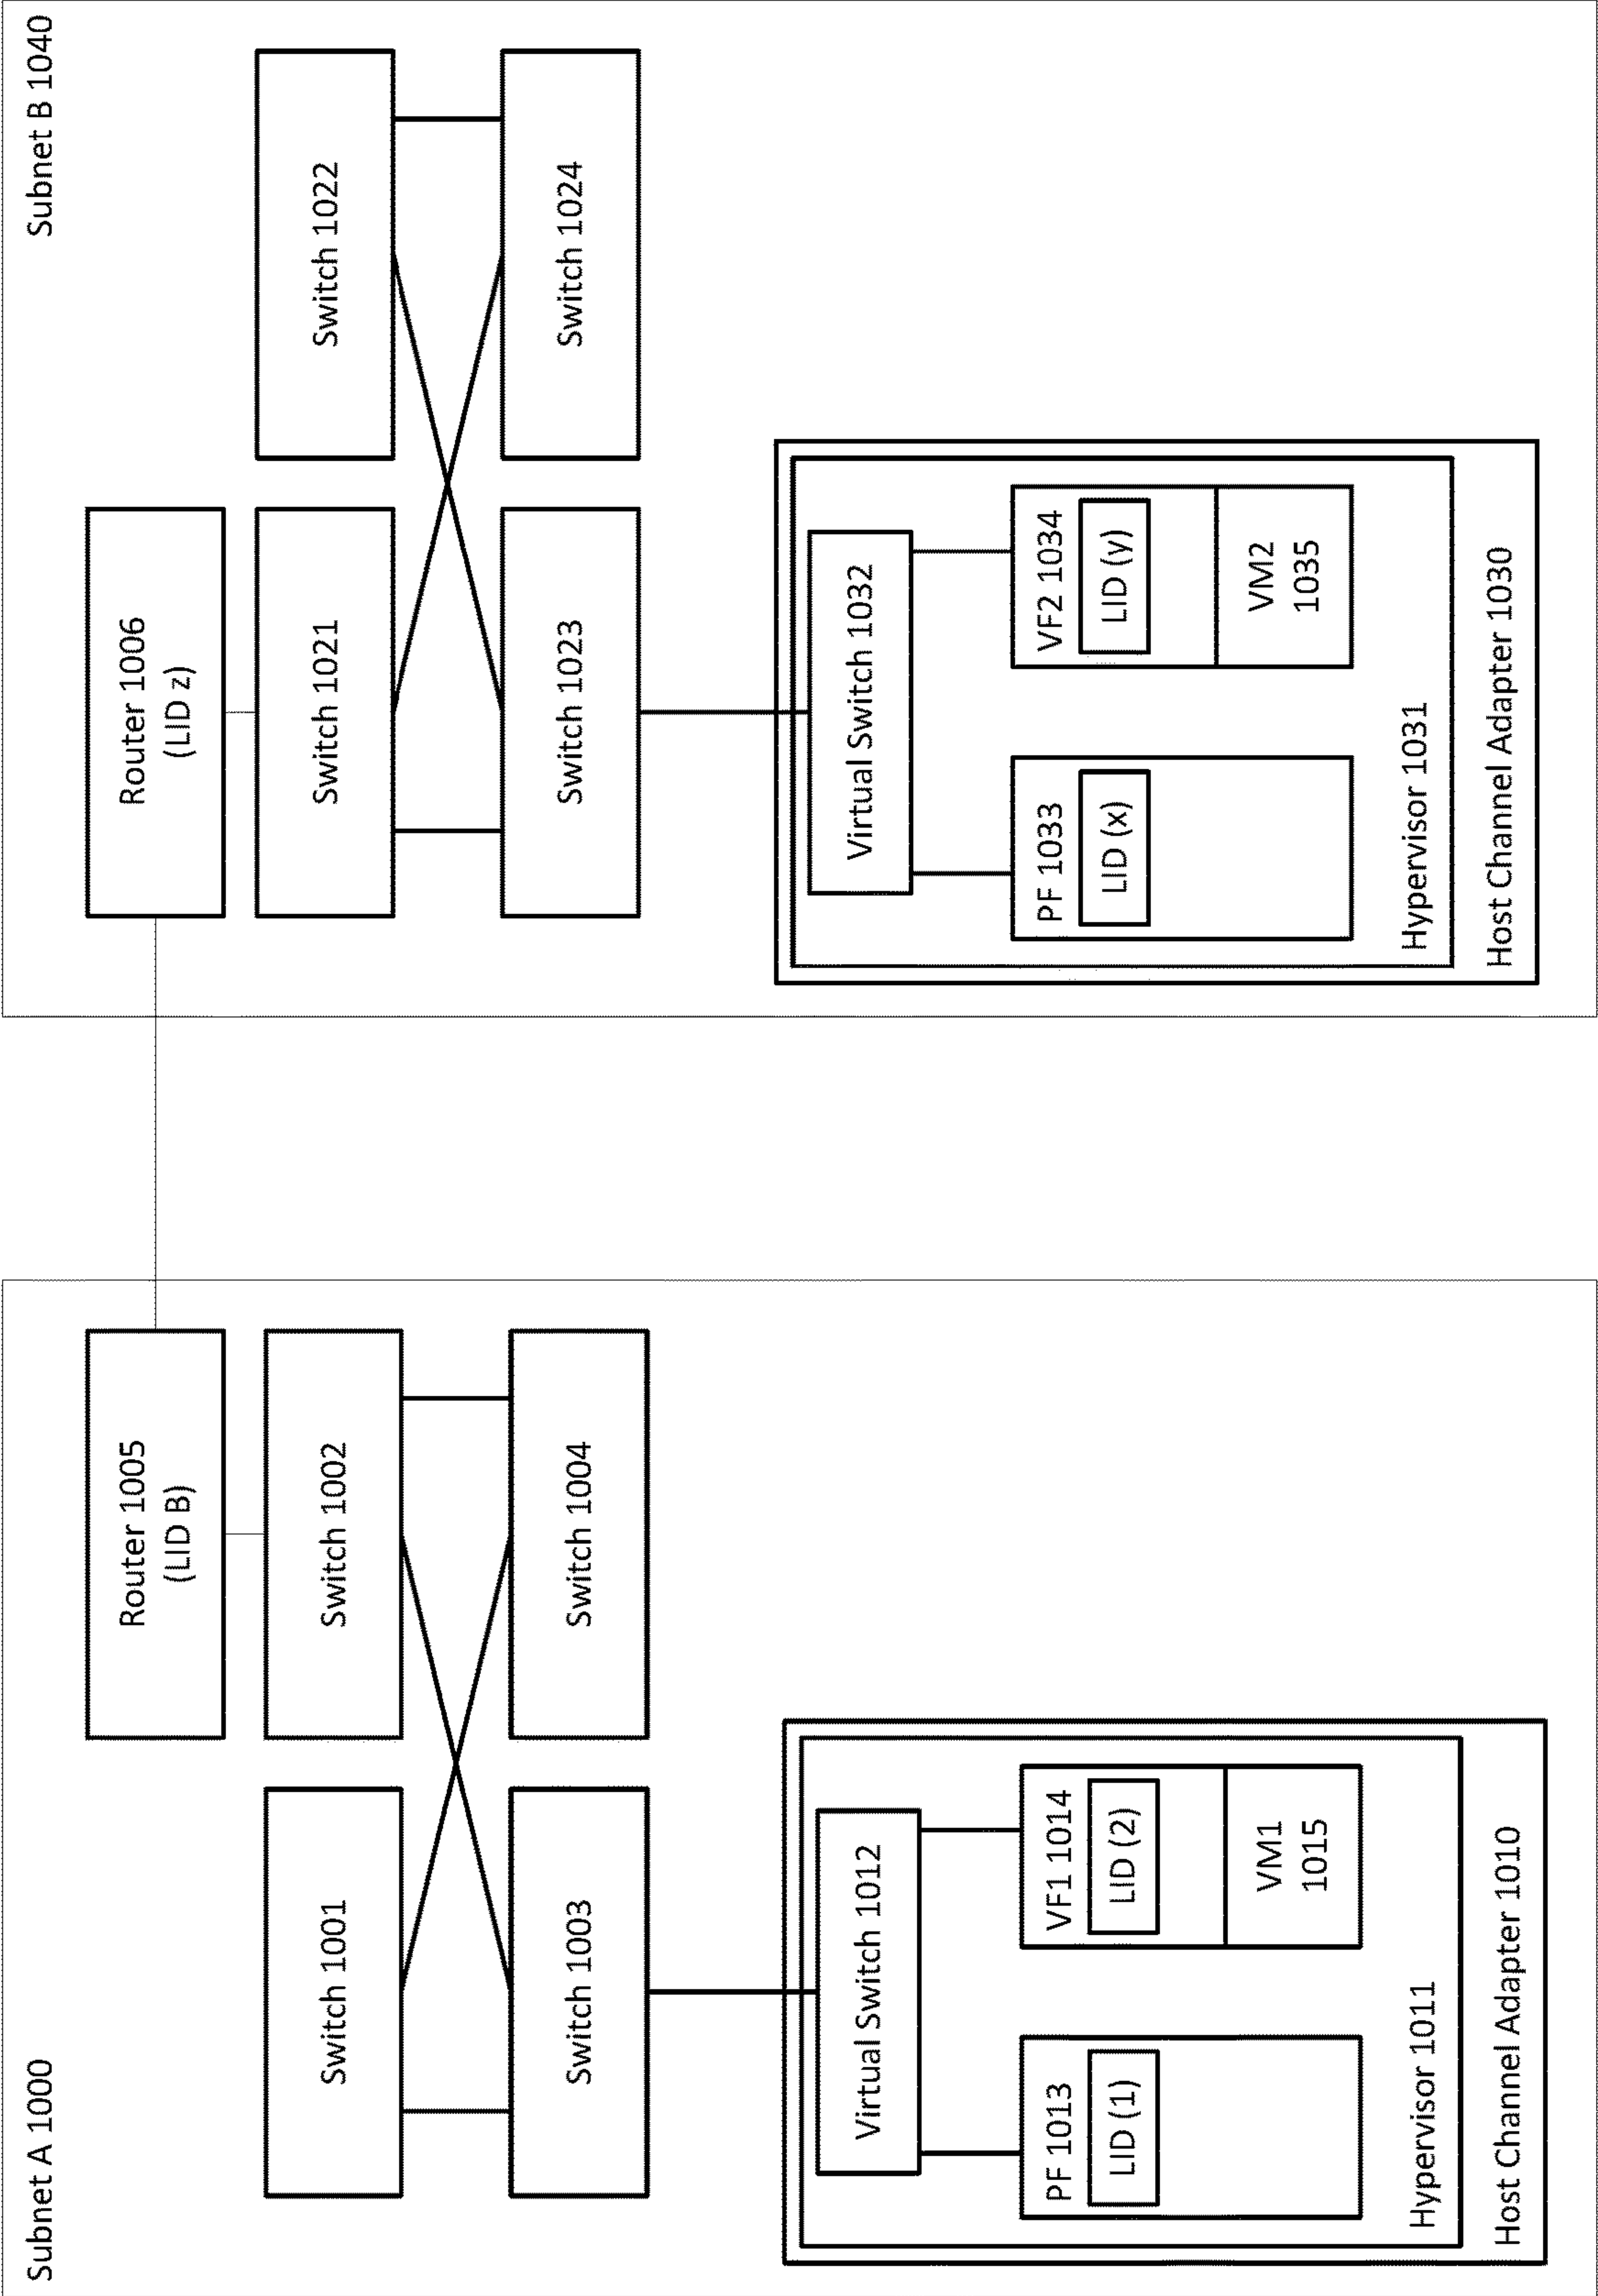 Subnet A 1000
Router 1005
(LID B)
Switch 1001
Switch 1002
Switch 1003
Switch 1004
Virtual Switch 1012
PF 1013
LID (1)
VF1 1014
LID (2)
VM1
1015
Hypervisor 1011
Host Channel Adapter 1010
Subnet B 1040
Router 1006
(LID z)
Switch 1021
Switch 1022
Switch 1023
Switch 1024
Virtual Switch 1032
PF 1033
LID (x)
VF2 1034
LID (y)
VM2
1035
Hypervisor 1031
Host Channel Adapter 1030